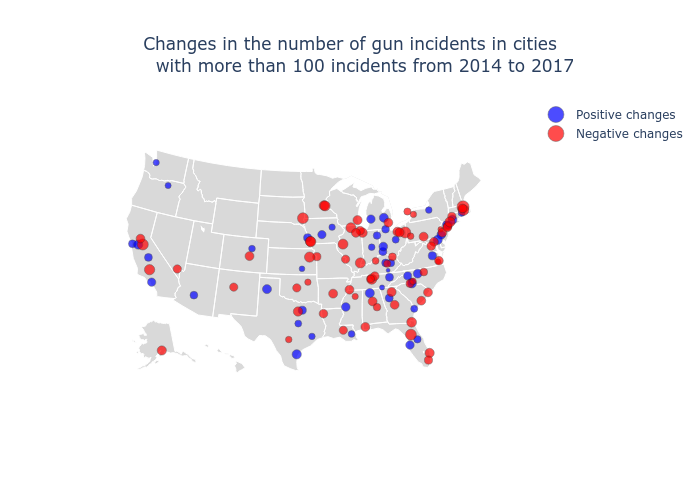 Changes in the number of gun incidents in cities
with more than 100 incidents from 2014 to 2017
Positive changes
Negative changes